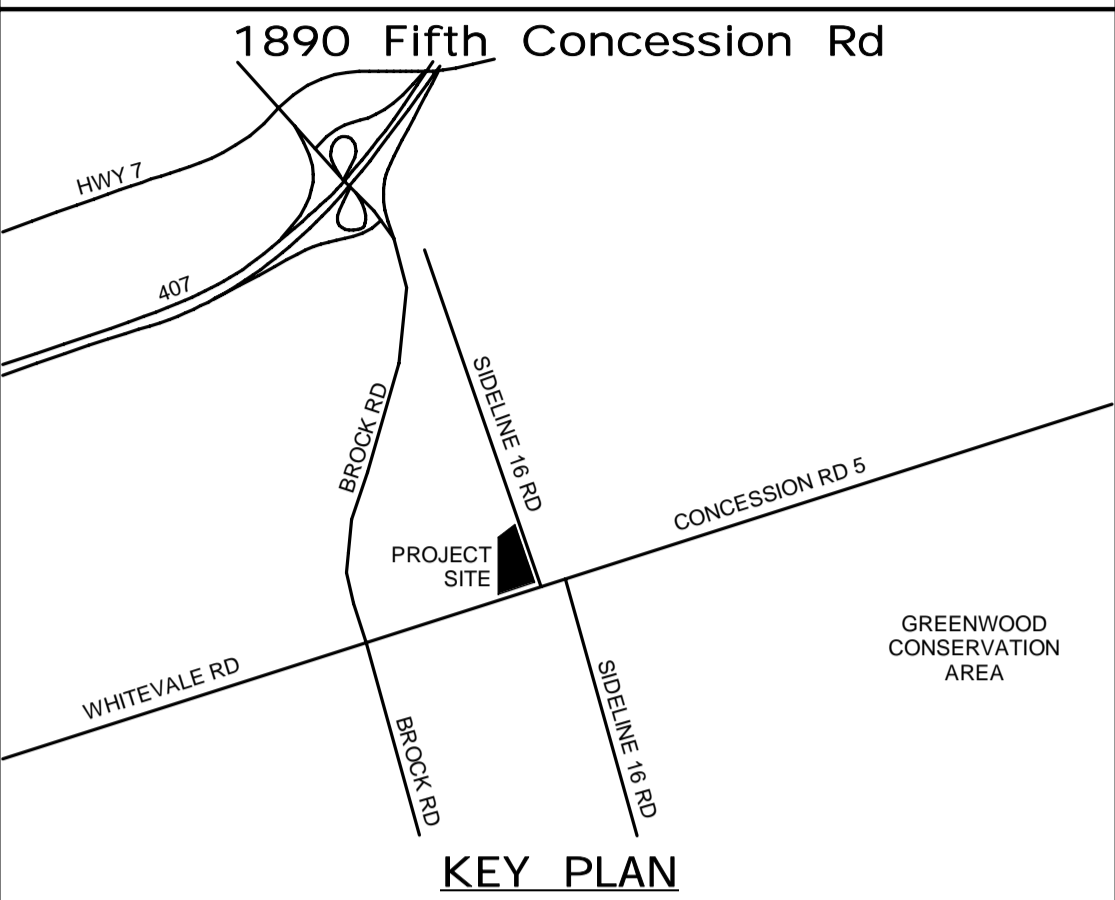 1890 Fifth Concession Rd
HWY 7
407
BROCK RD
SIDELINE 16 RD
CONCESSION RD 5
PROJECT
SITE
GREENWOOD
CONSERVATION
AREA
WHITEVALE RD
BROCK RD
SIDELINE 16 RD
KEY PLAN